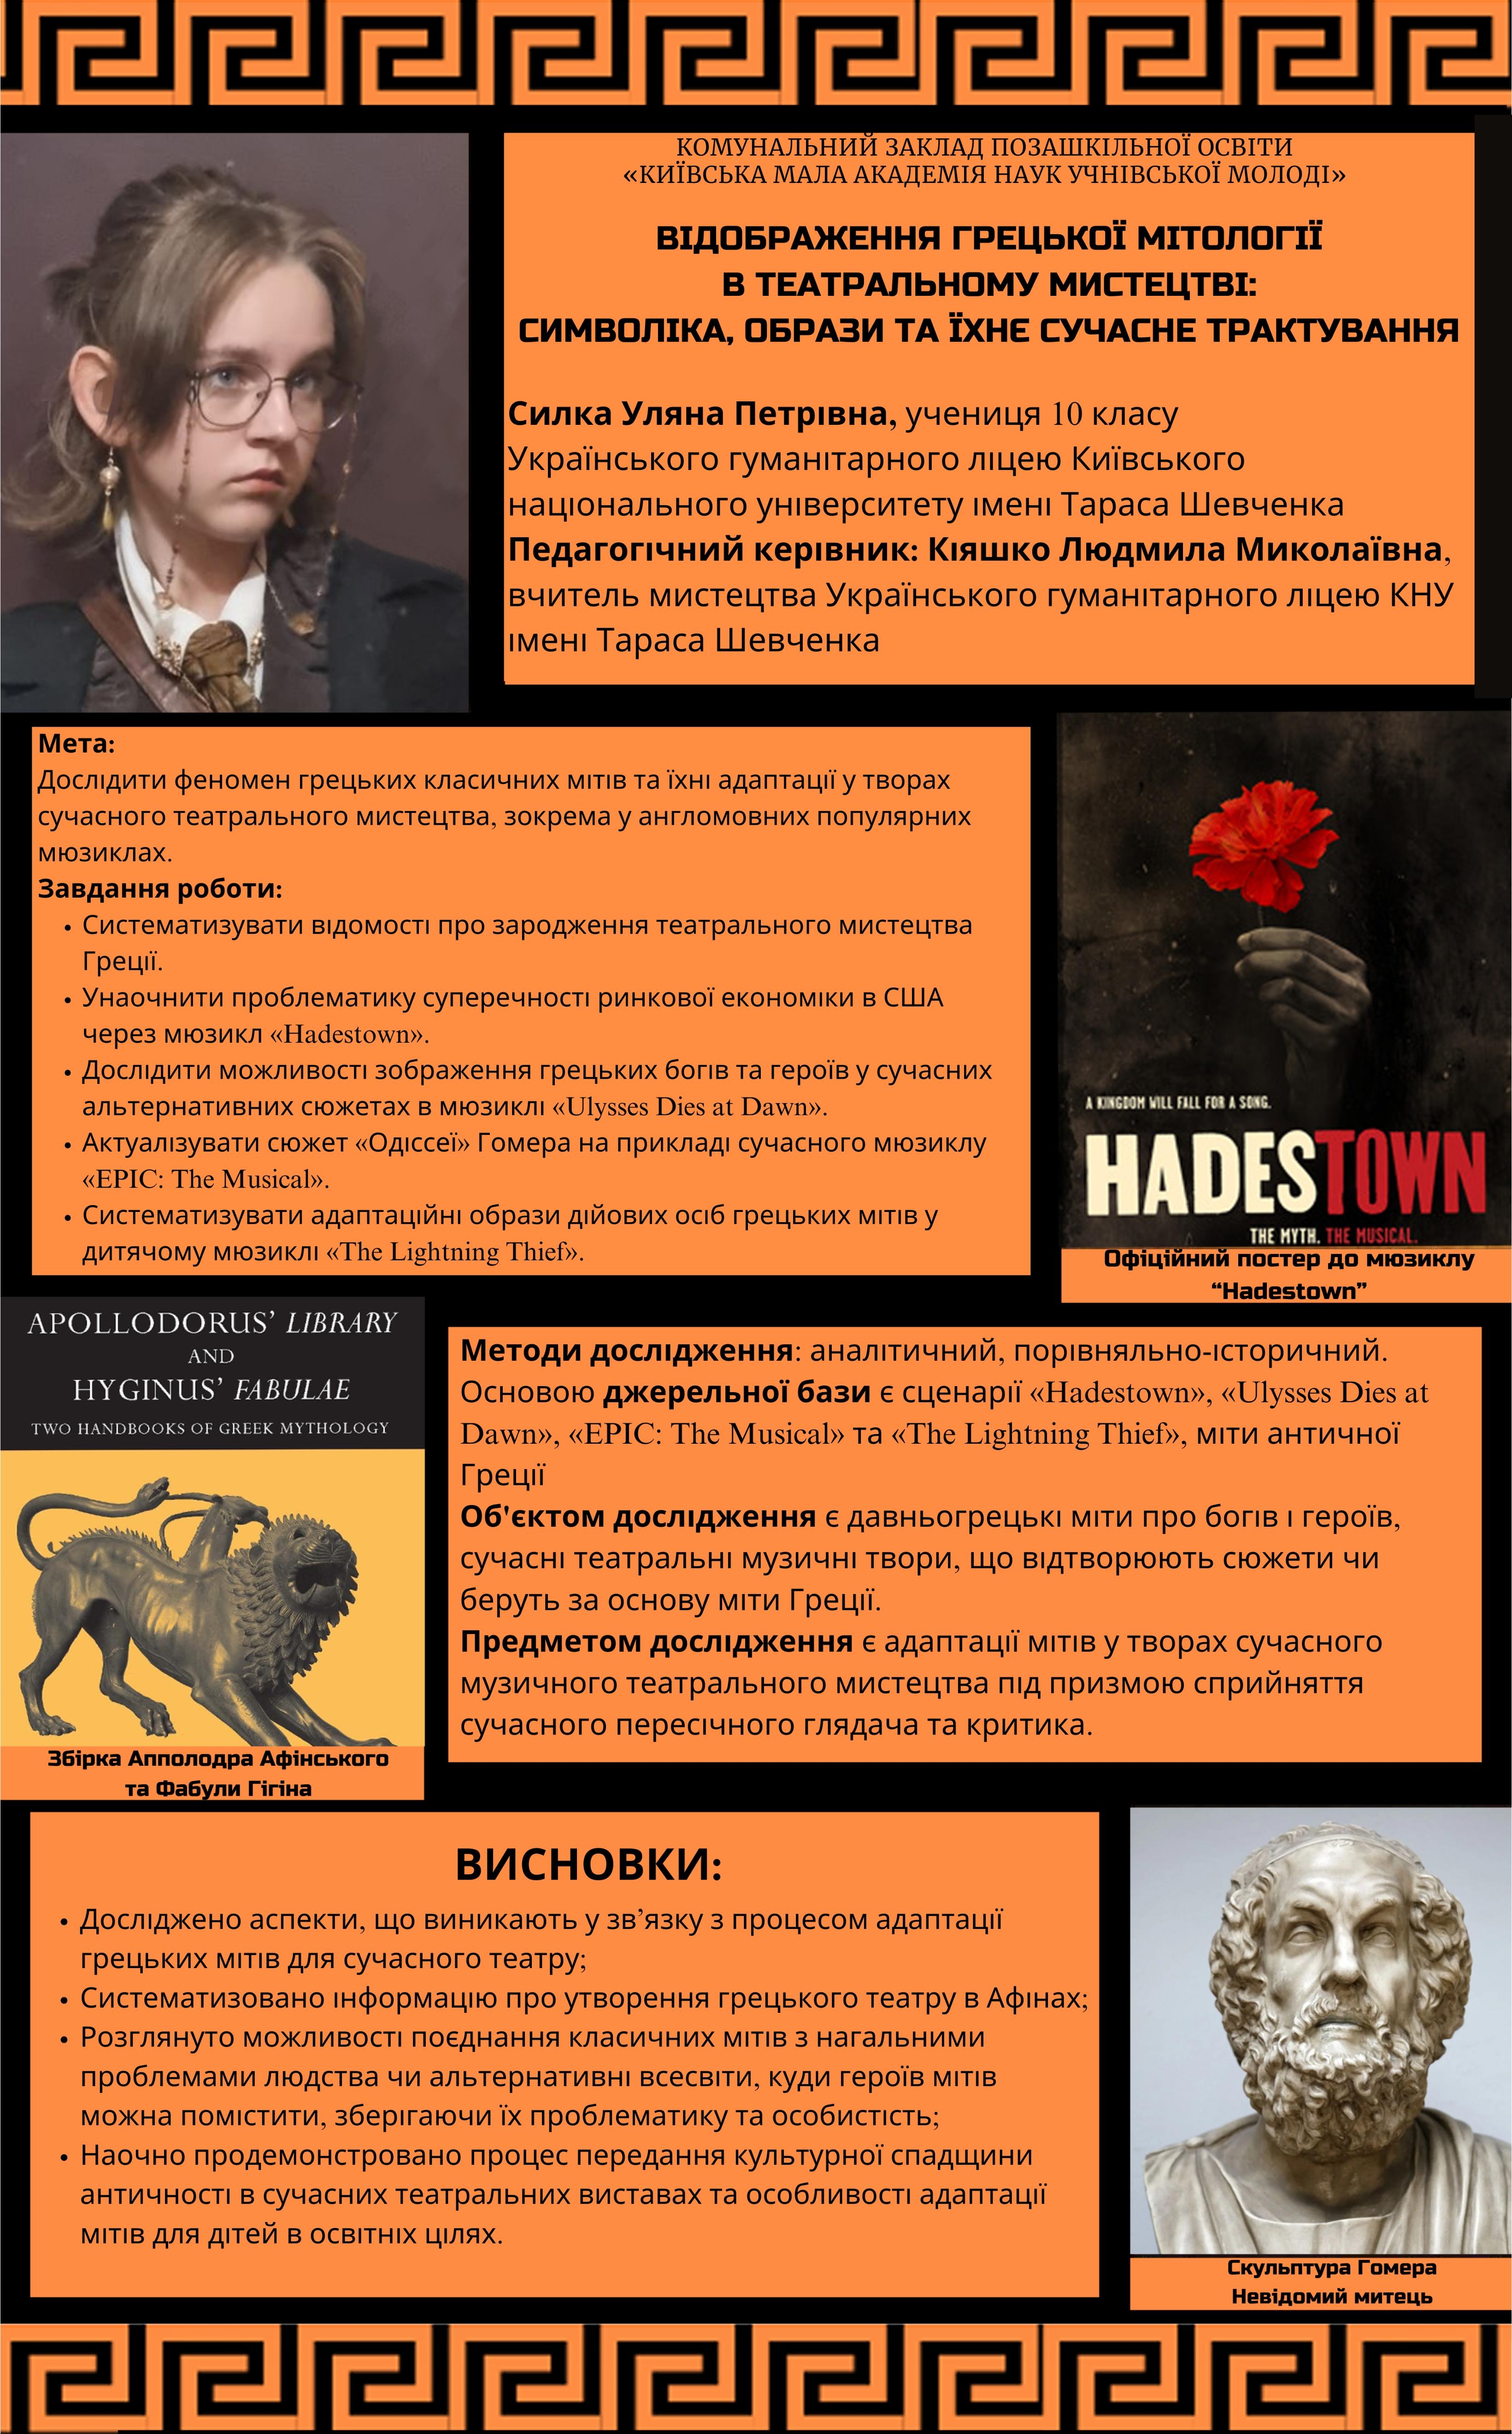 КОМУНАЛЬНИЙ ЗАКЛАД ПОЗАШКІЛЬНОЇ ОСВІТИ
«КИЇВСЬКА МАЛА АКАДЕМІЯ НАУК УЧНІВСЬКОЇ МОЛОДІ»
ВІДОБРАЖЕННЯ ГРЕЦЬКОЇ МІТОЛОГІЇ
В ТЕАТРАЛЬНОМУ МИСТЕЦТВІ:
СИМВОЛІКА, ОБРАЗИ ТА ЇХНЄ СУЧАСНЕ ТРАКТУВАННЯ
Силка Уляна Петрівна, учениця 10 класу
Українського гуманітарного ліцею Київського
національного університету імені Тараса Шевченка
Педагогічний керівник: Кіяшко Людмила Миколаївна,
вчитель мистецтва Українського гуманітарного ліцею КНУ
імені Тараса Шевченка
Мета:
Дослідити феномен грецьких класичних мітів та їхні адаптації у творах
сучасного театрального мистецтва, зокрема у англомовних популярних
мюзиклах.
Завдання роботи:
• Систематизувати відомості про зародження театрального мистецтва
Греції.
• Унаочнити проблематику суперечності ринкової економіки в США
через мюзикл «Hadestown».
• Дослідити можливості зображення грецьких богів та героїв у сучасних
альтернативних сюжетах в мюзиклі «Ulysses Dies at Dawn».
• Актуалізувати сюжет «Одіссеї» Гомера на прикладі сучасного мюзиклу
«EPIC: The Musical».
• Систематизувати адаптаційні образи дійових осіб грецьких мітів у
дитячому мюзиклі «The Lightning Thief».
A KINGDOM WILL FALL FOR A SONG.
HADESTOWN
THE MYTH. THE MUSICAL.
Офіційний постер до мюзиклу
“Hadestown”
APOLLODORUS’ LIBRARY
AND
HYGINUS’ FABULAE
TWO HANDBOOKS OF GREEK MYTHOLOGY
Збірка Апполодра Афінського
та Фабули Гігіна
Методи дослідження: аналітичний, порівняльно-історичний.
Основою джерельної бази є сценарії «Hadestown», «Ulysses Dies at
Dawn», «EPIC: The Musical» та «The Lightning Thief», міти античної
Греції
Об'єктом дослідження є давньогрецькі міти про богів і героїв,
сучасні театральні музичні твори, що відтворюють сюжети чи
беруть за основу міти Греції.
Предметом дослідження є адаптації мітів у творах сучасного
музичного театрального мистецтва під призмою сприйняття
сучасного пересічного глядача та критика.
ВИСНОВКИ:
• Досліджено аспекти, що виникають у зв’язку з процесом адаптації
грецьких мітів для сучасного театру;
• Систематизовано інформацію про утворення грецького театру в Афінах;
• Розглянуто можливості поєднання класичних мітів з нагальними
проблемами людства чи альтернативні всесвіти, куди героїв мітів
можна помістити, зберігаючи їх проблематику та особистість;
• Наочно продемонстровано процес передання культурної спадщини
античності в сучасних театральних виставах та особливості адаптації
мітів для дітей в освітніх цілях.
Скульптура Гомера
Невідомий митець